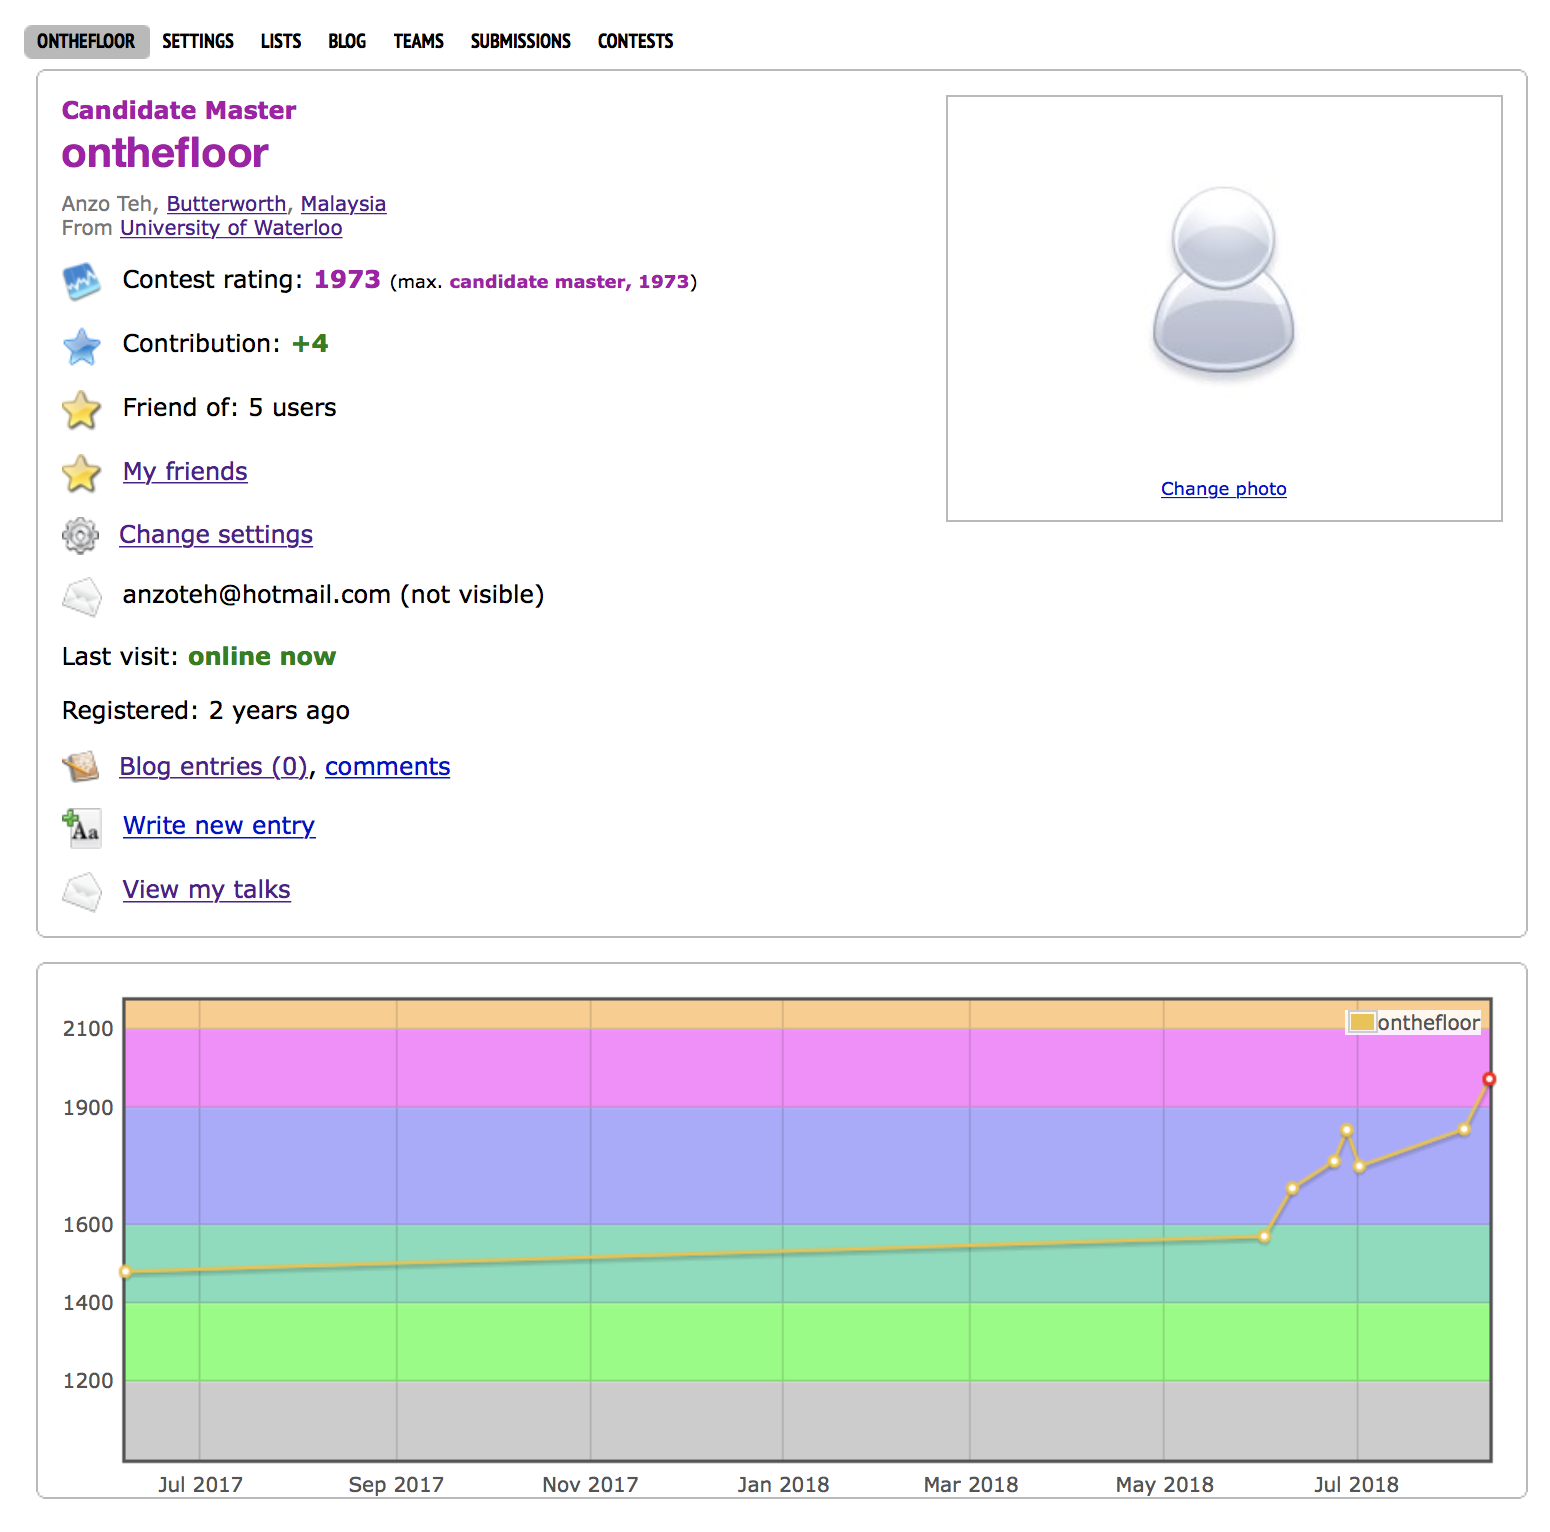 ONTHEFLOOR SETTINGS LISTS BLOG TEAMS SUBMISSIONS CONTESTS
Candidate Master
onthefloor
Anzo Teh, Butterworth, Malaysia
From University of Waterloo
Contest rating: 1973 (max. candidate master, 1973)
Contribution: +4
Friend of: 5 users
My friends
Change settings
anzoteh@hotmail.com (not visible)
Last visit: online now
Registered: 2 years ago
Blog entries (0), comments
Aa Write new entry
View my talks
Change photo
onthefloor
2100
1900
1600
1400
1200
Jul 2017 Sep 2017 Nov 2017 Jan 2018 Mar 2018 May 2018 Jul 2018